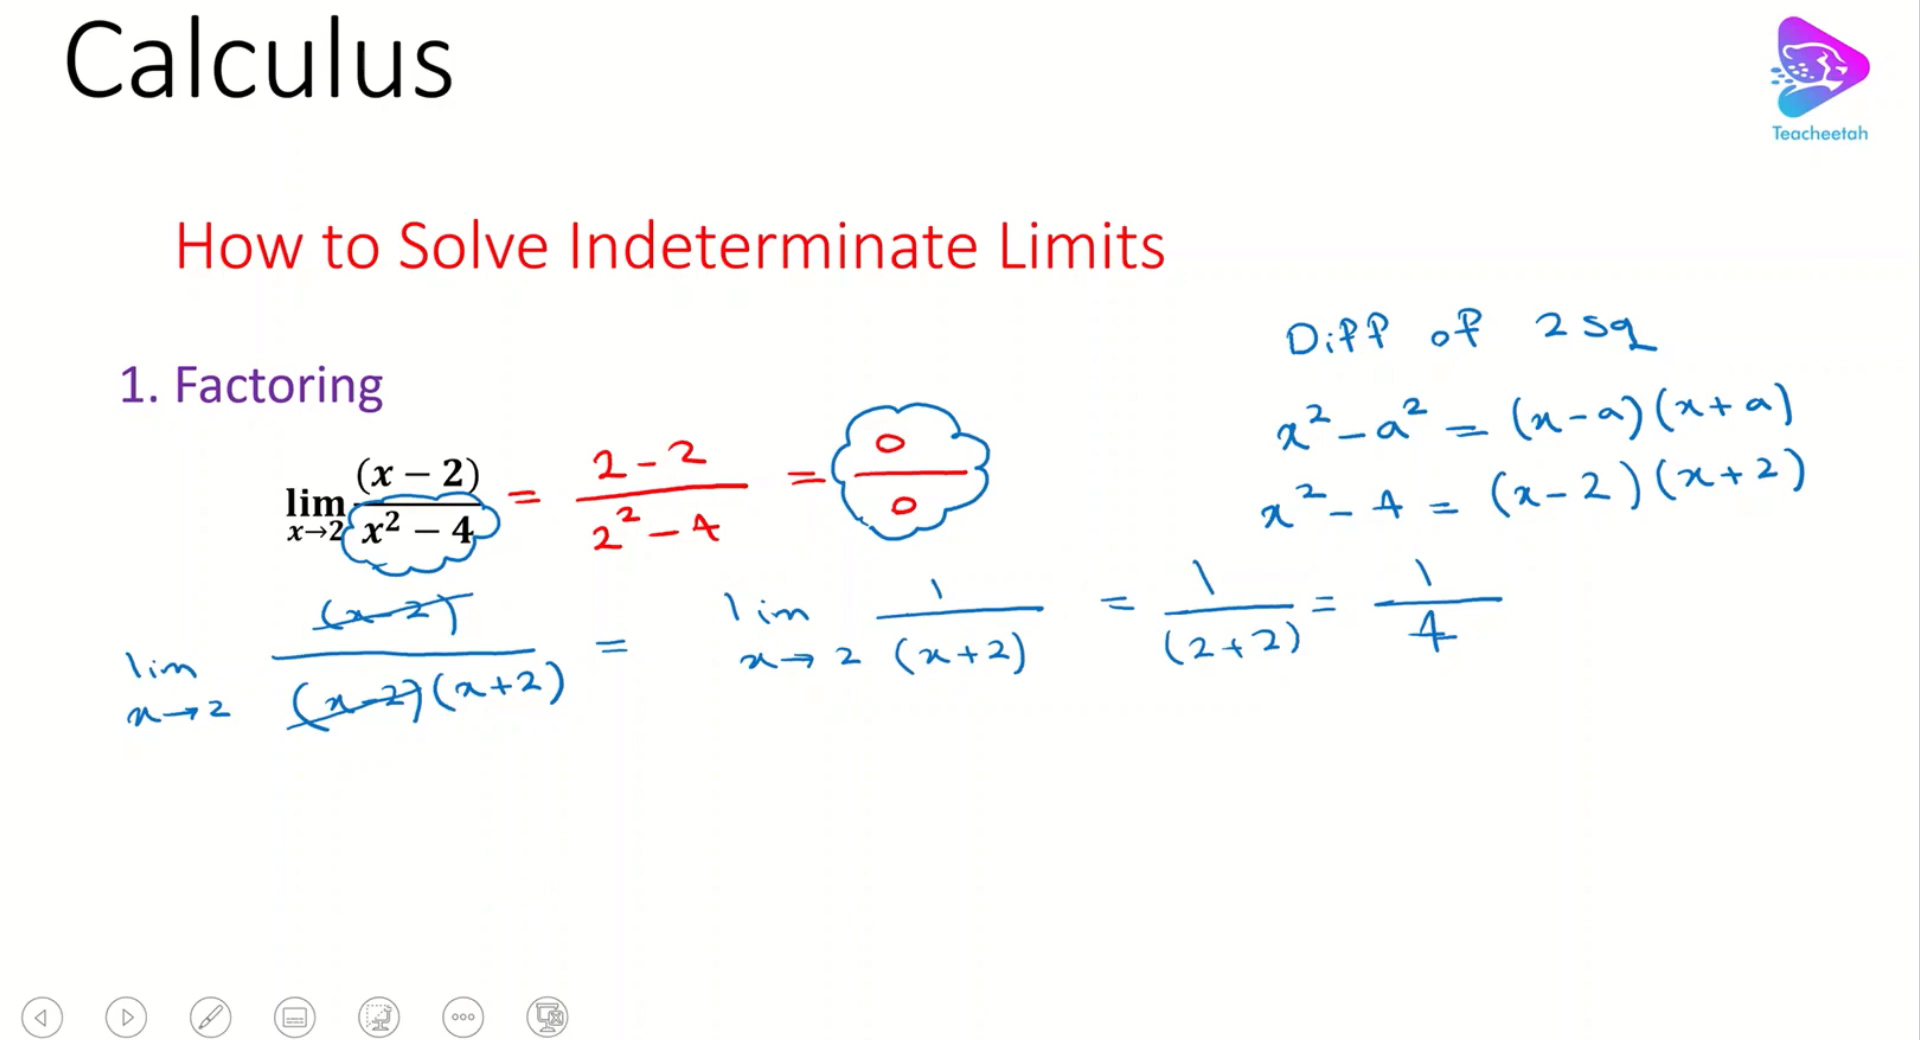 Calculus
Teacheetah
How to Solve Indeterminate Limits
Diff of 2 sq
1. Factoring
x² - a² = (x-a)(x+a)
lim x→2 (x − 2) / (x² − 4) = (2 - 2) / (2² - 4) = 0 / 0
x² - 4 = (x-2)(x+2)
lim x→2 (x-2) / (x-2)(x+2) = lim x→2 1 / (x+2) = 1 / (2+2) = 1 / 4